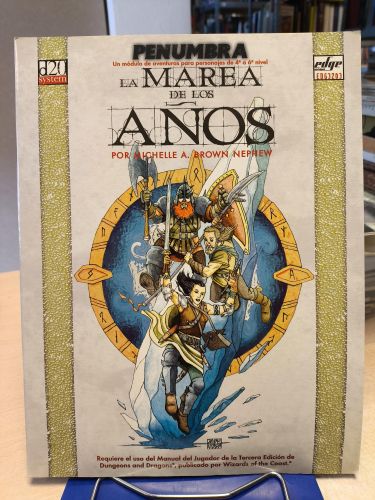 PENUMBRA
Un módulo de aventuras para personajes de 4º a 6º nivel
d20
system
edge
LA MAREA
DE LOS
AÑOS
POR MICHELLE A. BROWN NEPHEW
Requiere el uso del Manual del Jugador de la Tercera Edición de
Dungeons and Dragons®, publicado por Wizards of the Coast.®